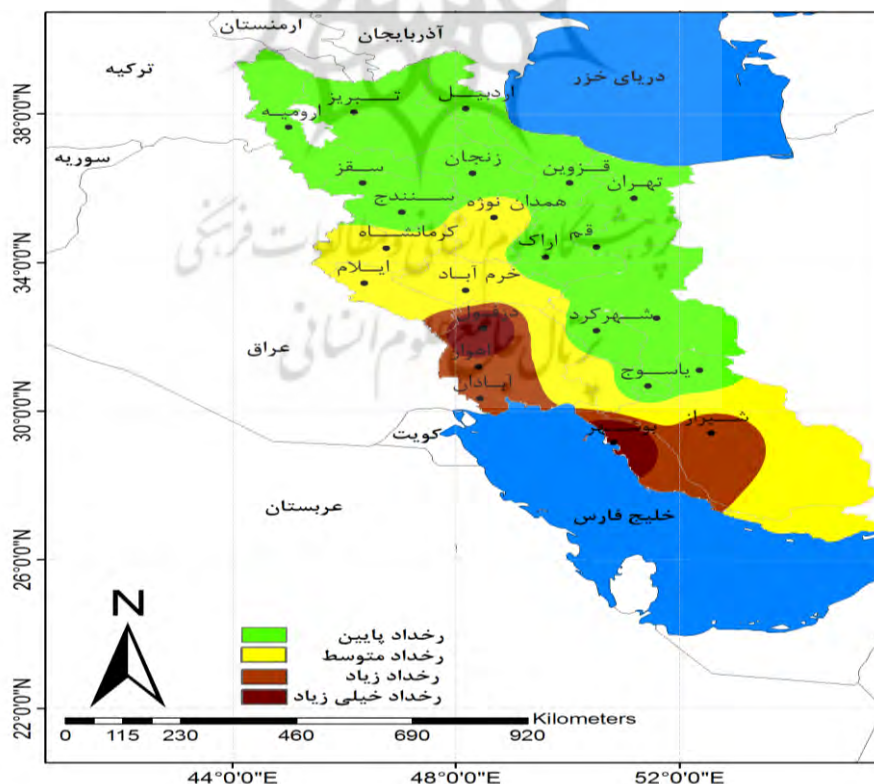 ارمنستان
آذربایجان
ترکیه
دریای خزر
اردبیل
تبریز
ارومیه
سوریه
زنجان
قزوین
سقز
تهران
سنندج
همدان نوژه
کرمانشاه
قم
اراک
ایلام
خرم آباد
دزفول
شهرکرد
عراق
اهواز
یاسوج
آبادان
شیراز
کویت
بوشهر
عربستان
خلیج فارس
38°0'0"N
34°0'0"N
30°0'0"N
26°0'0"N
22°0'0"N
N
رخداد پایین
رخداد متوسط
رخداد زیاد
رخداد خیلی زیاد
Kilometers
0 115 230 460 690 920
44°0'0"E 48°0'0"E 52°0'0"E